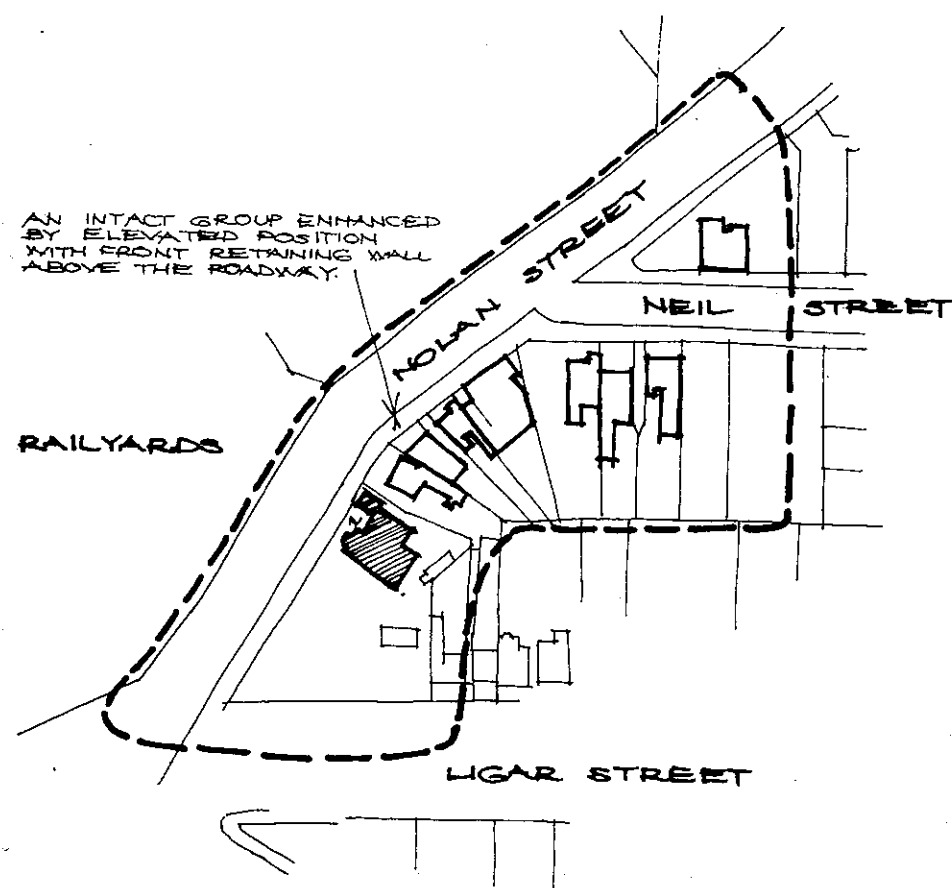 AN INTACT GROUP ENHANCED
BY ELEVATED POSITION
WITH FRONT RETAINING WALL
ABOVE THE ROADWAY.
NOLAN STREET
NEIL STREET
RAILYARDS
LIGAR STREET